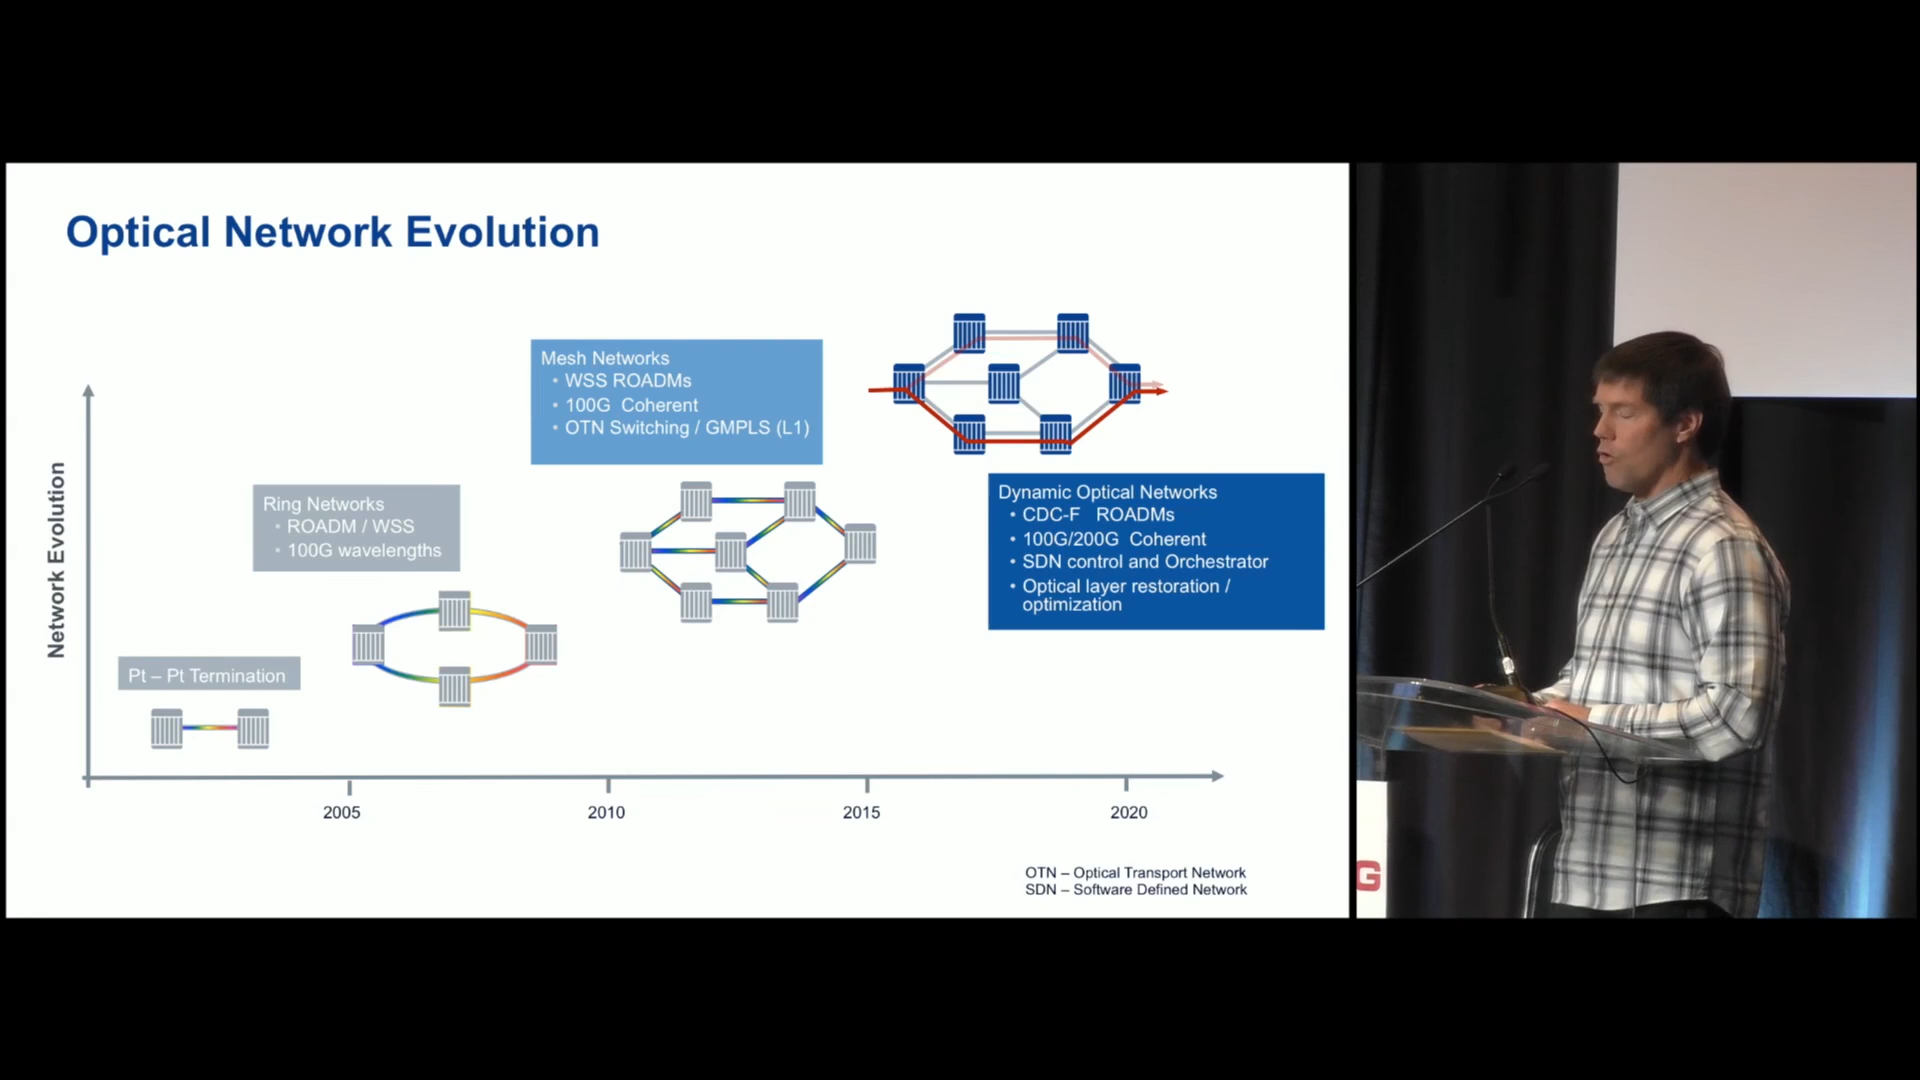 Optical Network Evolution
Mesh Networks
• WSS ROADMs
• 100G Coherent
• OTN Switching / GMPLS (L1)
Ring Networks
• ROADM / WSS
• 100G wavelengths
Dynamic Optical Networks
• CDC-F ROADMs
• 100G/200G Coherent
• SDN control and Orchestrator
• Optical layer restoration /
optimization
Network Evolution
Pt – Pt Termination
2005
2010
2015
2020
OTN – Optical Transport Network
SDN – Software Defined Network
G